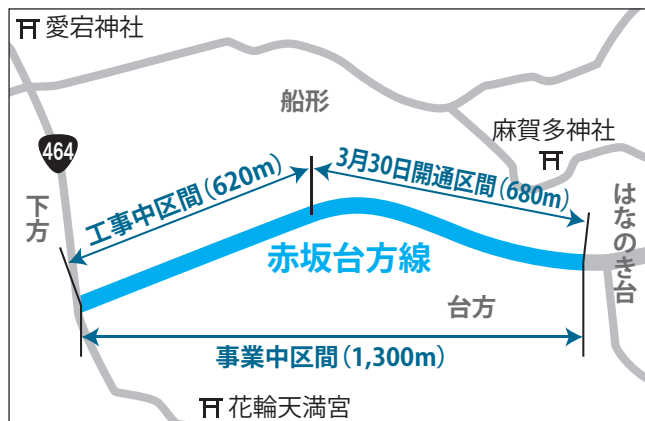 愛宕神社
船形
麻賀多神社
464
3月30日開通区間(680m)
工事中区間(620m)
下方
はなのき台
赤坂台方線
台方
事業中区間(1,300m)
花輪天満宮